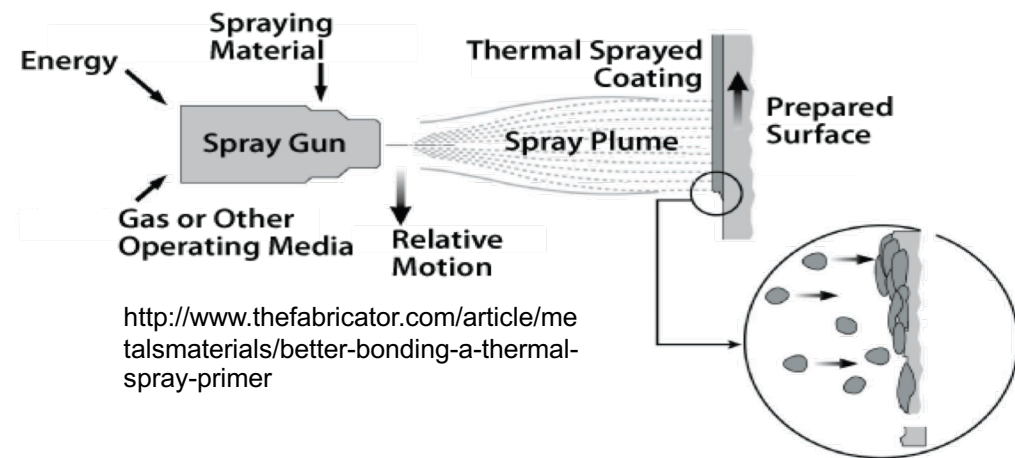 Spraying
Material
Energy
Spray Gun
Gas or Other
Operating Media
Relative
Motion
Spray Plume
Thermal Sprayed
Coating
Prepared
Surface
http://www.thefabricator.com/article/me
talsmaterials/better-bonding-a-thermal-
spray-primer